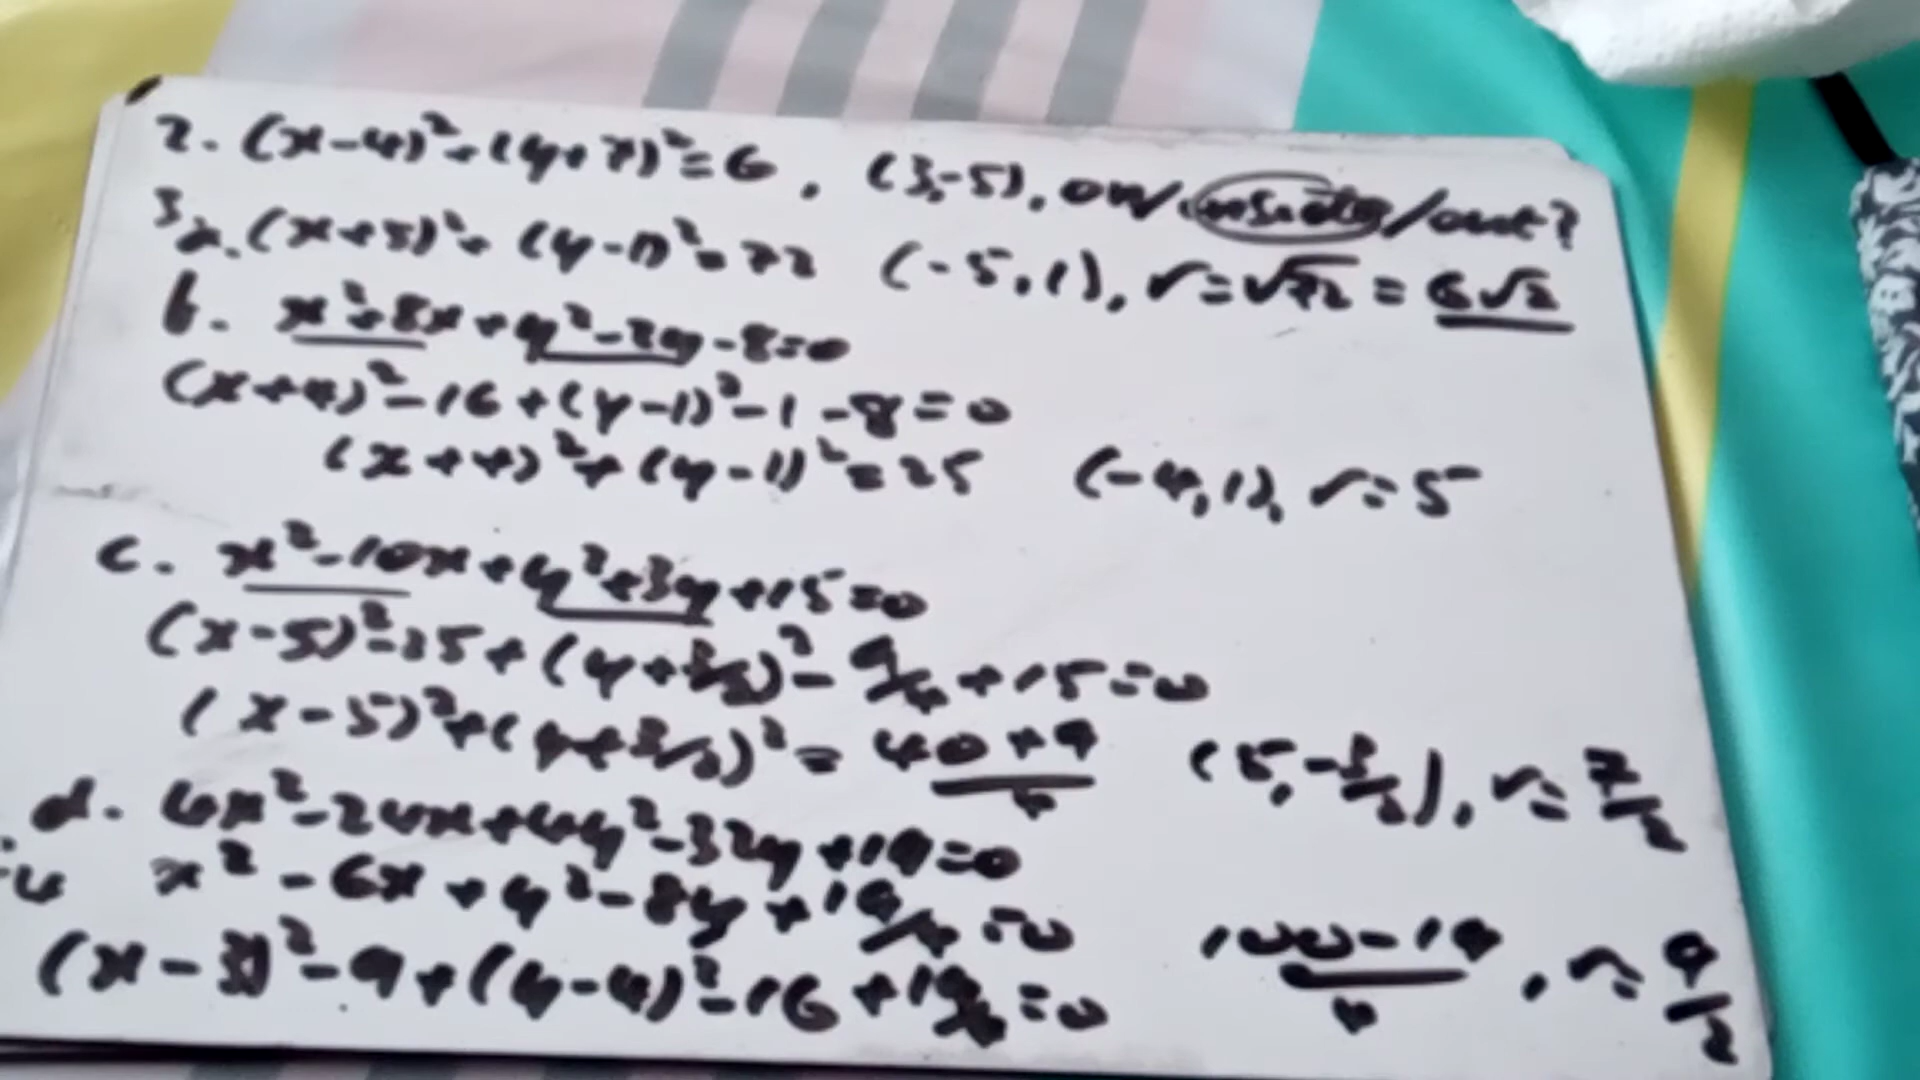 2. (x-4)²+(y+7)²=6, (3,-5), on/inside/out?
3a. (x+5)²+(y-1)²=72 (-5,1), r=√72=6√2
b. x²+8x+y²-2y-8=0
(x+4)²-16+(y-1)²-1-8=0
(x+4)²+(y-1)²=25 (-4,1), r=5
c. x²-10x+y²+3y+15=0
(x-5)²-25+(y+3/2)²-9/4+15=0
(x-5)²+(y+3/2)²=40+9/4 (5,-3/2), r=7/2
d. 4x²-24x+4y²-32y+19=0
÷4 x²-6x+y²-8y+19/4=0
(x-3)²-9+(y-4)²-16+19/4=0 100-19/4, r=9/2